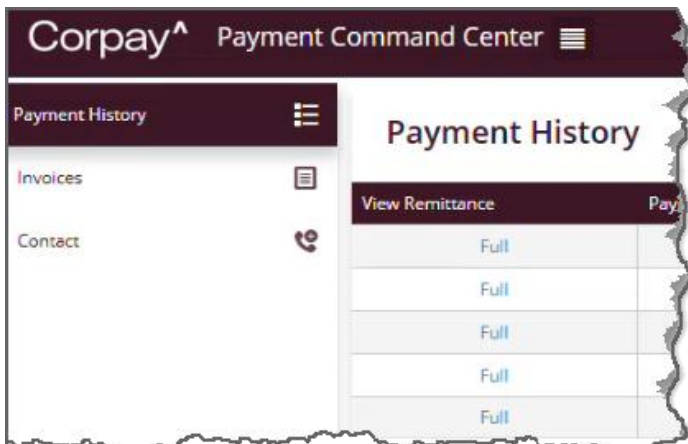 Corpay^ Payment Command Center
Payment History
Invoices
Contact
Payment History
View Remittance
Full
Full
Full
Full
Full